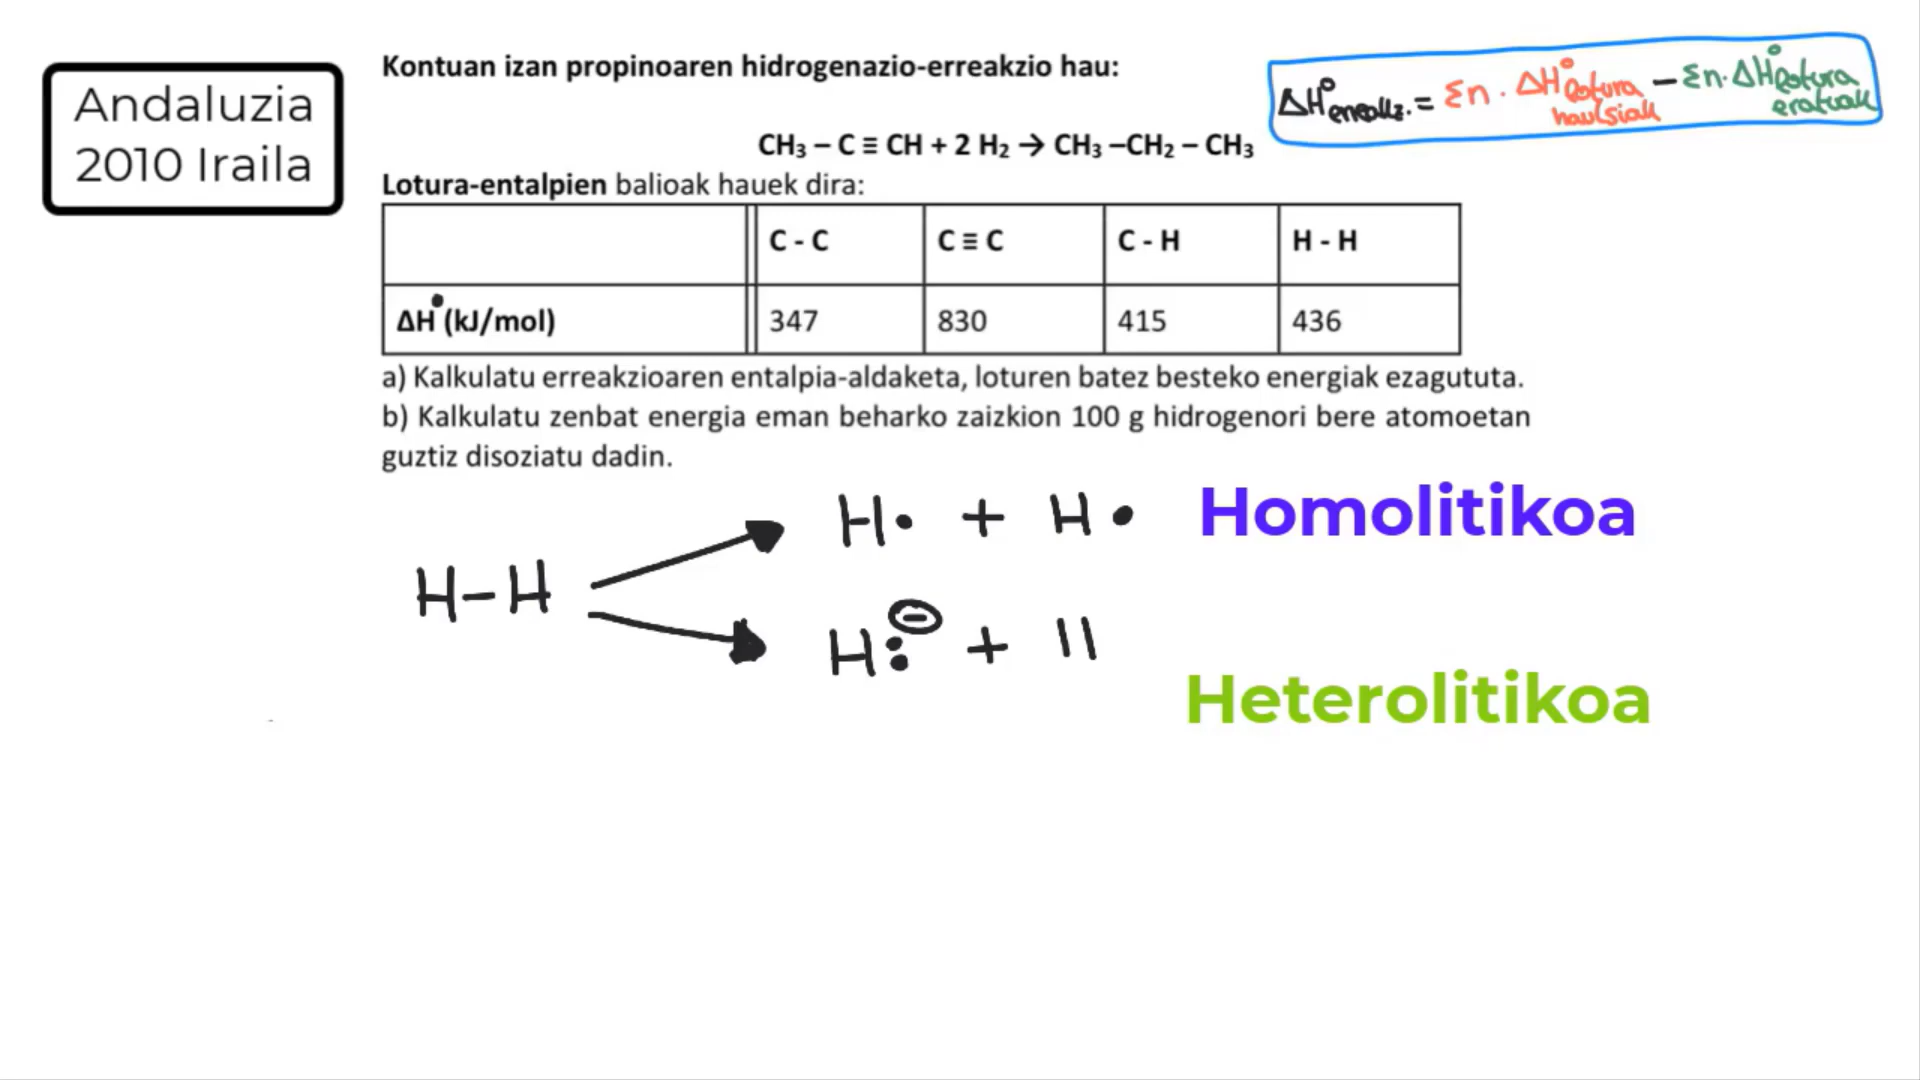 Andaluzia
2010 Iraila
Kontuan izan propinoaren hidrogenazio-erreakzio hau:
ΔH°erreakz. = Σn · ΔH°lotura hautsiak − Σn · ΔH°lotura eratuak
CH₃ – C ≡ CH + 2 H₂ → CH₃ –CH₂ – CH₃
Lotura-entalpien balioak hauek dira:
C - C C ≡ C C - H H - H
ΔH° (kJ/mol) 347 830 415 436
a) Kalkulatu erreakzioaren entalpia-aldaketa, loturen batez besteko energiak ezagututa.
b) Kalkulatu zenbat energia eman beharko zaizkion 100 g hidrogenori bere atomoetan
guztiz disoziatu dadin.
H• + H• Homolitikoa
H–H
H:⊖ + ||
Heterolitikoa